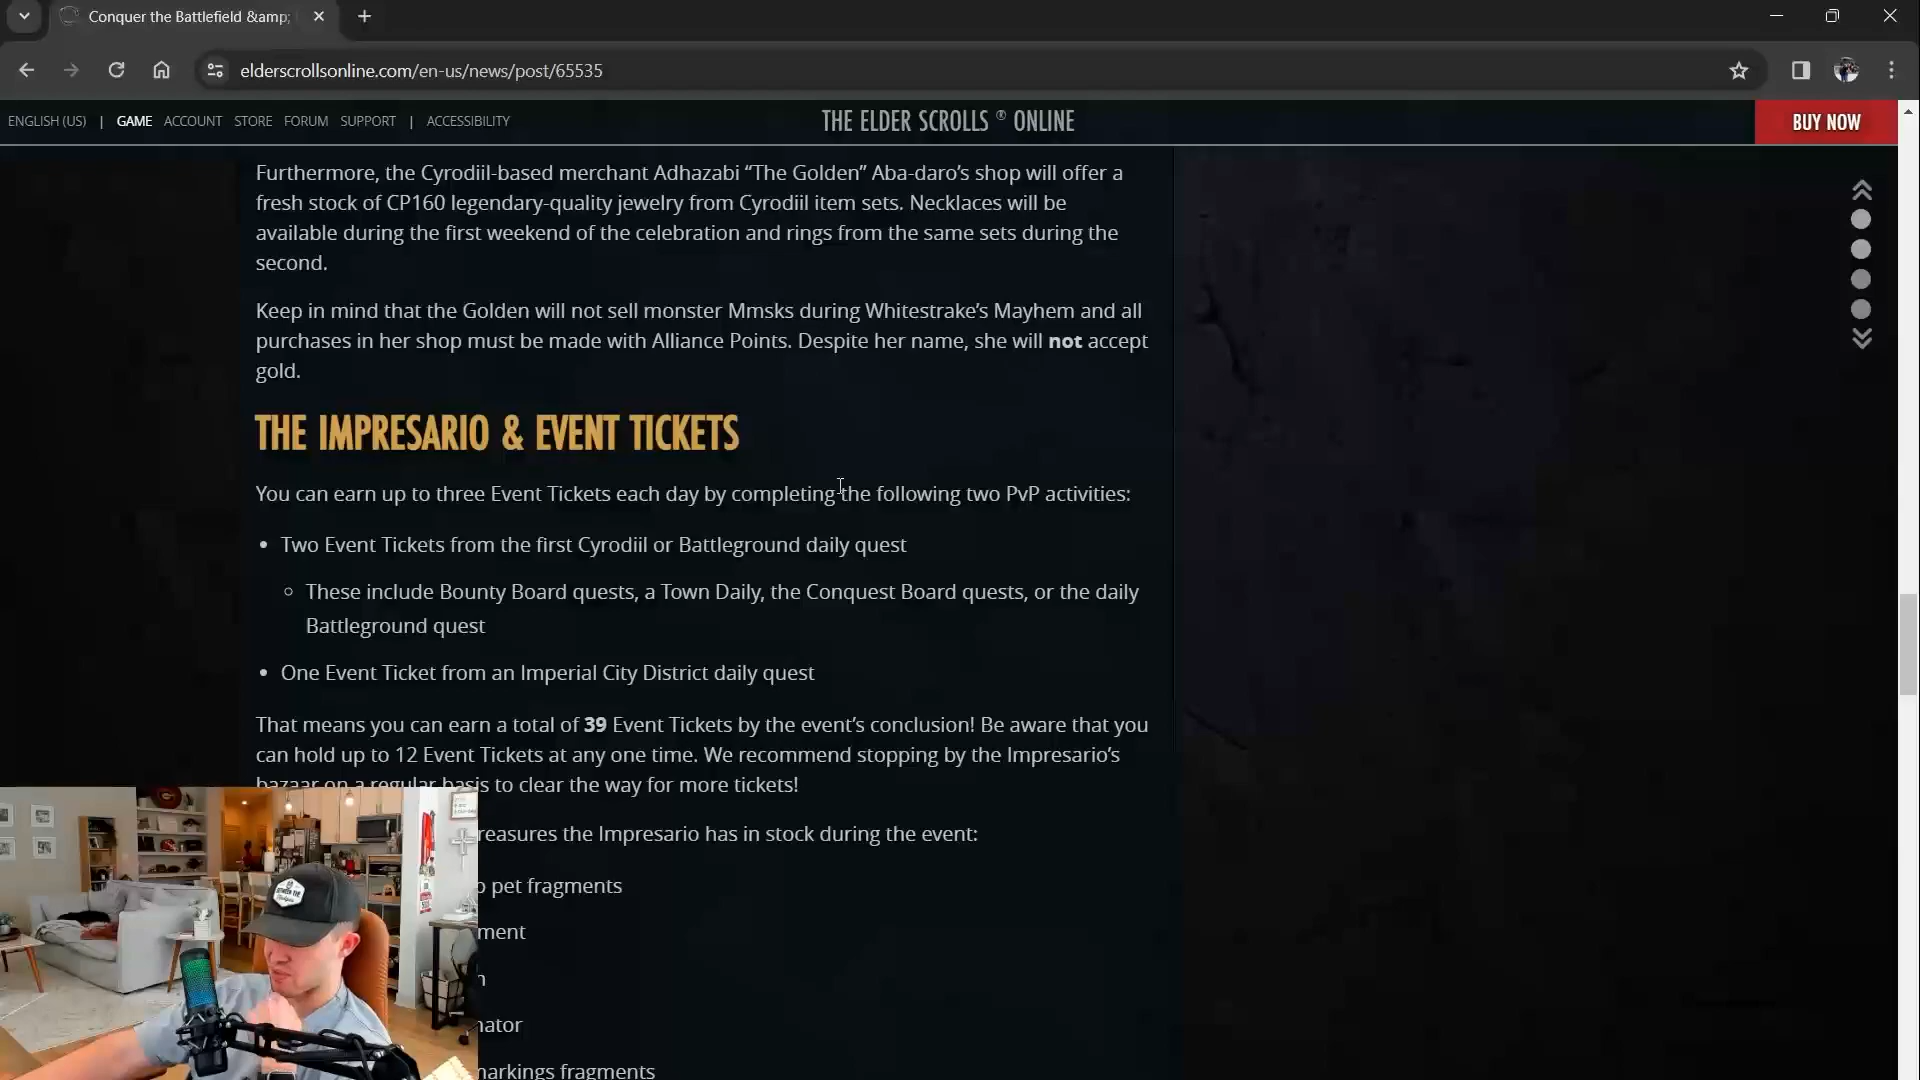 Conquer the Battlefield &amp;
elderscrollsonline.com/en-us/news/post/65535
ENGLISH (US) | GAME ACCOUNT STORE FORUM SUPPORT | ACCESSIBILITY
THE ELDER SCROLLS ® ONLINE
BUY NOW
Furthermore, the Cyrodiil-based merchant Adhazabi “The Golden” Aba-daro’s shop will offer a
fresh stock of CP160 legendary-quality jewelry from Cyrodiil item sets. Necklaces will be
available during the first weekend of the celebration and rings from the same sets during the
second.
Keep in mind that the Golden will not sell monster Mmsks during Whitestrake’s Mayhem and all
purchases in her shop must be made with Alliance Points. Despite her name, she will not accept
gold.
THE IMPRESARIO & EVENT TICKETS
You can earn up to three Event Tickets each day by completing the following two PvP activities:
• Two Event Tickets from the first Cyrodiil or Battleground daily quest
○ These include Bounty Board quests, a Town Daily, the Conquest Board quests, or the daily
Battleground quest
• One Event Ticket from an Imperial City District daily quest
That means you can earn a total of 39 Event Tickets by the event’s conclusion! Be aware that you
can hold up to 12 Event Tickets at any one time. We recommend stopping by the Impresario’s
bazaar on a regular basis to clear the way for more tickets!
reasures the Impresario has in stock during the event:
pet fragments
ment
nator
markings fragments